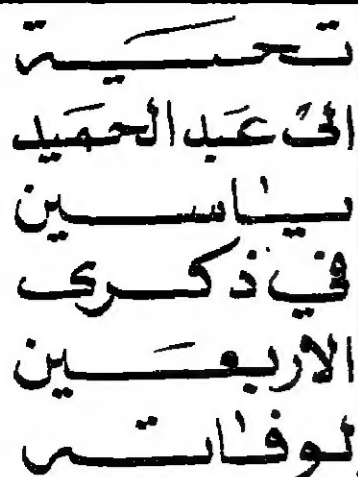 تحية
الى عبد الحميد
ياسين
في ذكرى
الاربعين
لوفاته